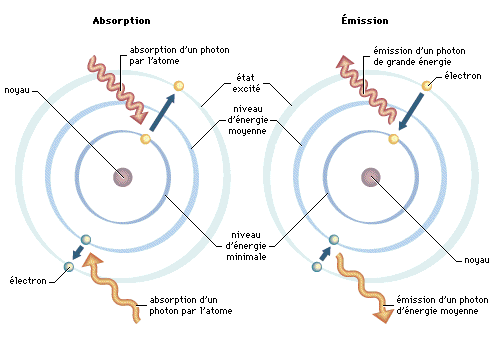 Absorption
absorption d'un photon
par l'atome
noyau
électron
absorption d'un
photon par l'atome
état
excité
niveau
d'énergie
moyenne
niveau
d'énergie
minimale
Émission
émission d'un photon
de grande énergie
électron
noyau
émission d'un photon
d'énergie moyenne